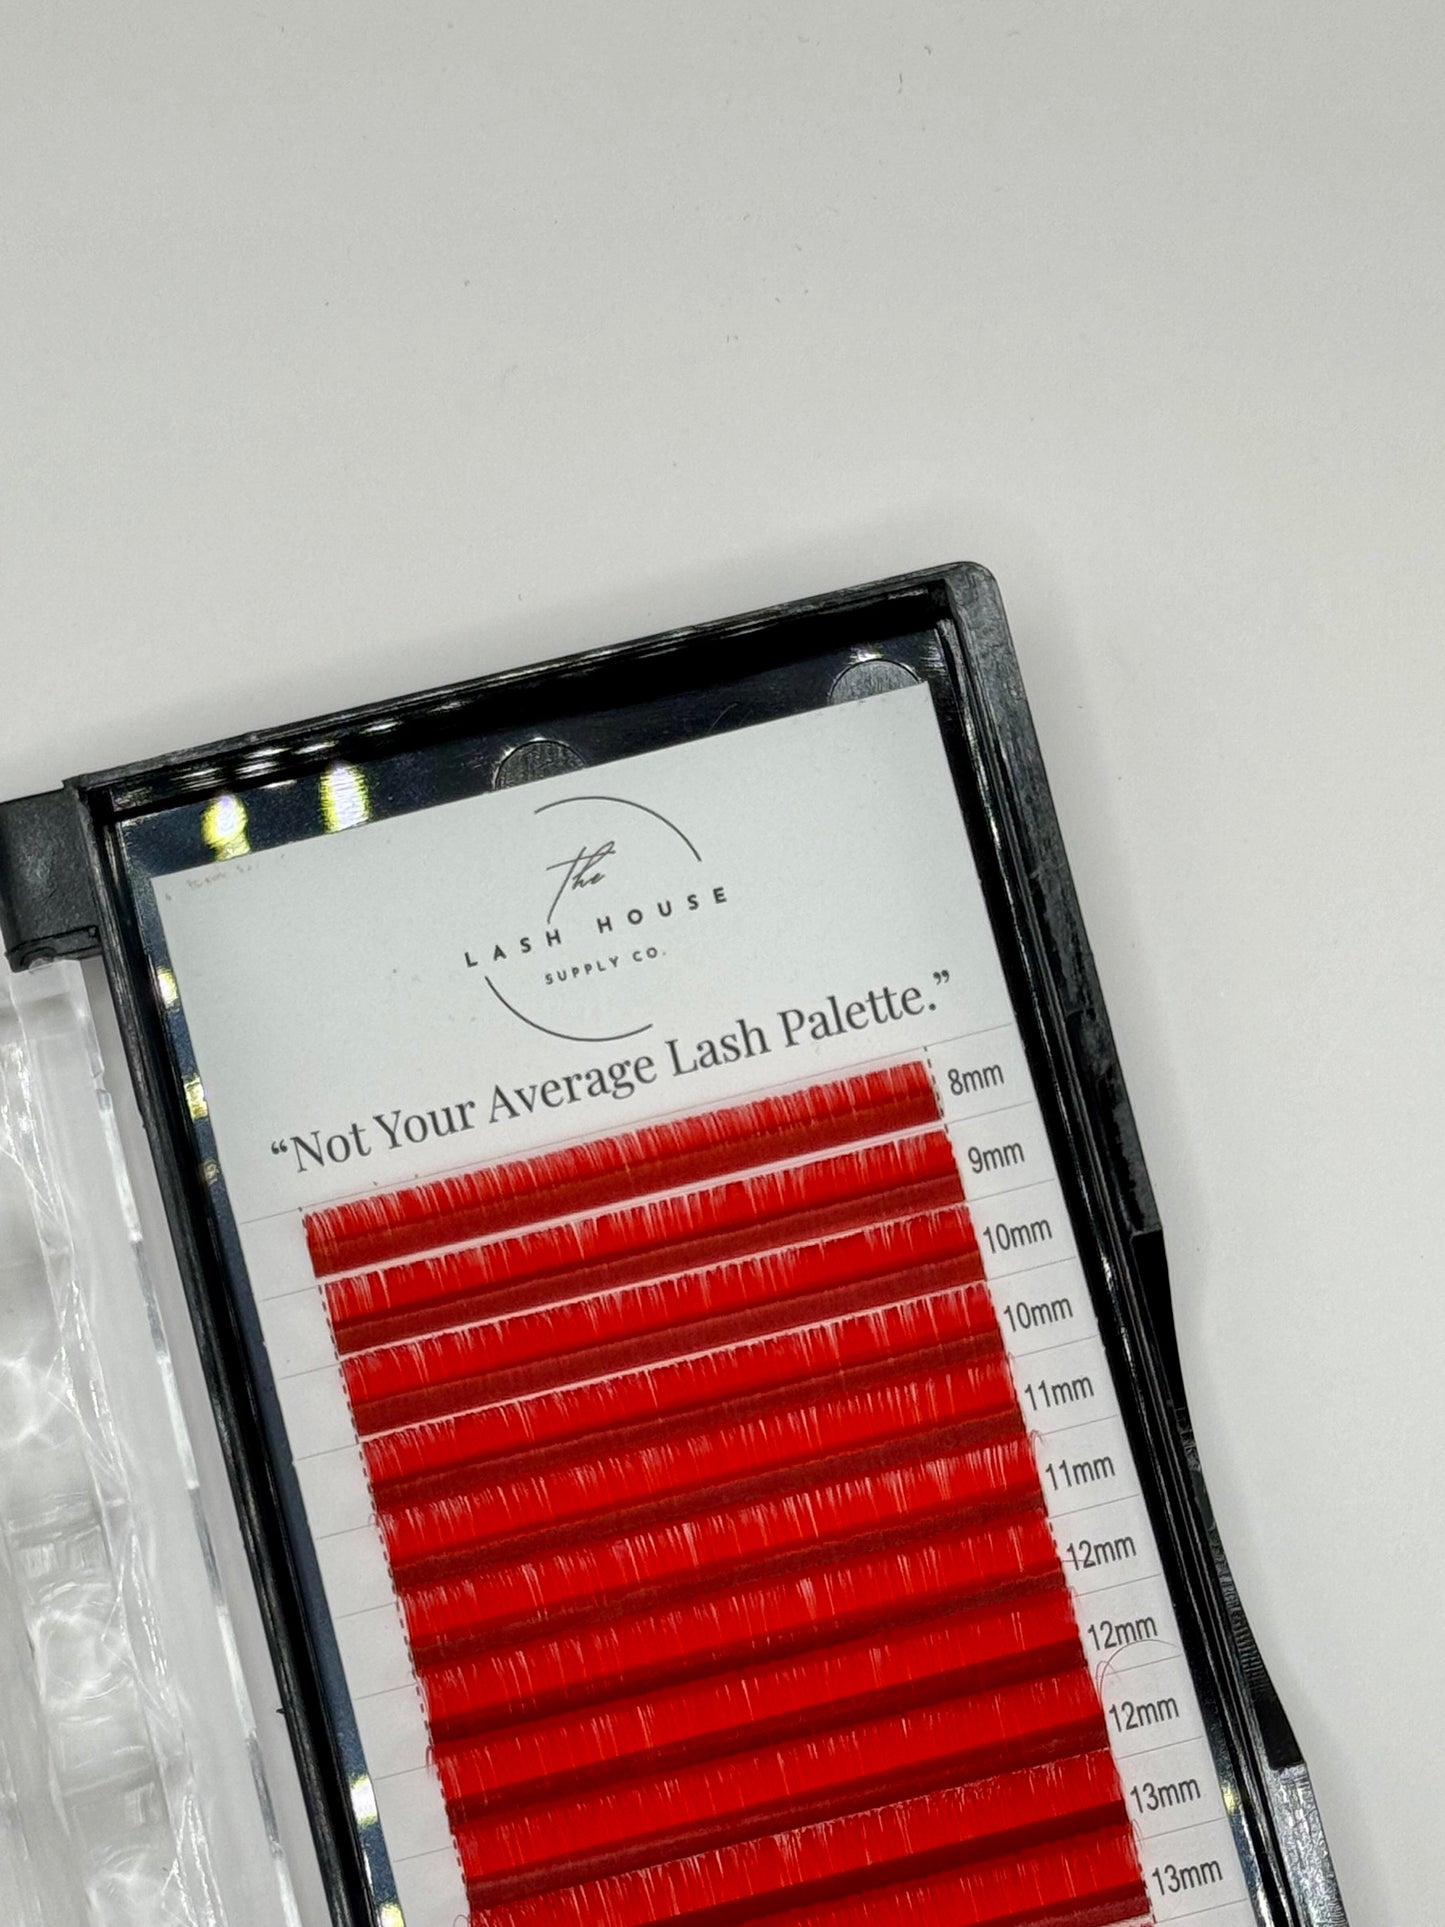 The
LASH HOUSE
SUPPLY CO.
“Not Your Average Lash Palette.”
8mm
9mm
10mm
10mm
11mm
11mm
12mm
12mm
12mm
13mm
13mm